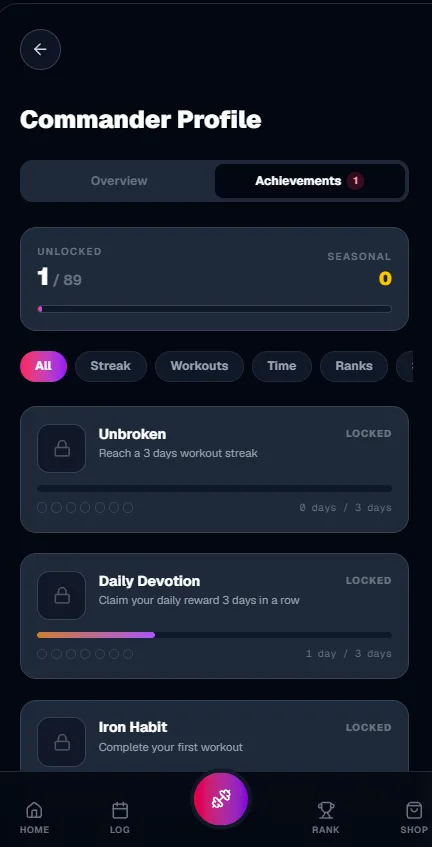 Commander Profile
Overview
Achievements 1
UNLOCKED
SEASONAL
1 / 89
0
All
Streak
Workouts
Time
Ranks
Unbroken
LOCKED
Reach a 3 days workout streak
0 days / 3 days
Daily Devotion
LOCKED
Claim your daily reward 3 days in a row
1 day / 3 days
Iron Habit
LOCKED
Complete your first workout
HOME
LOG
RANK
SHOP